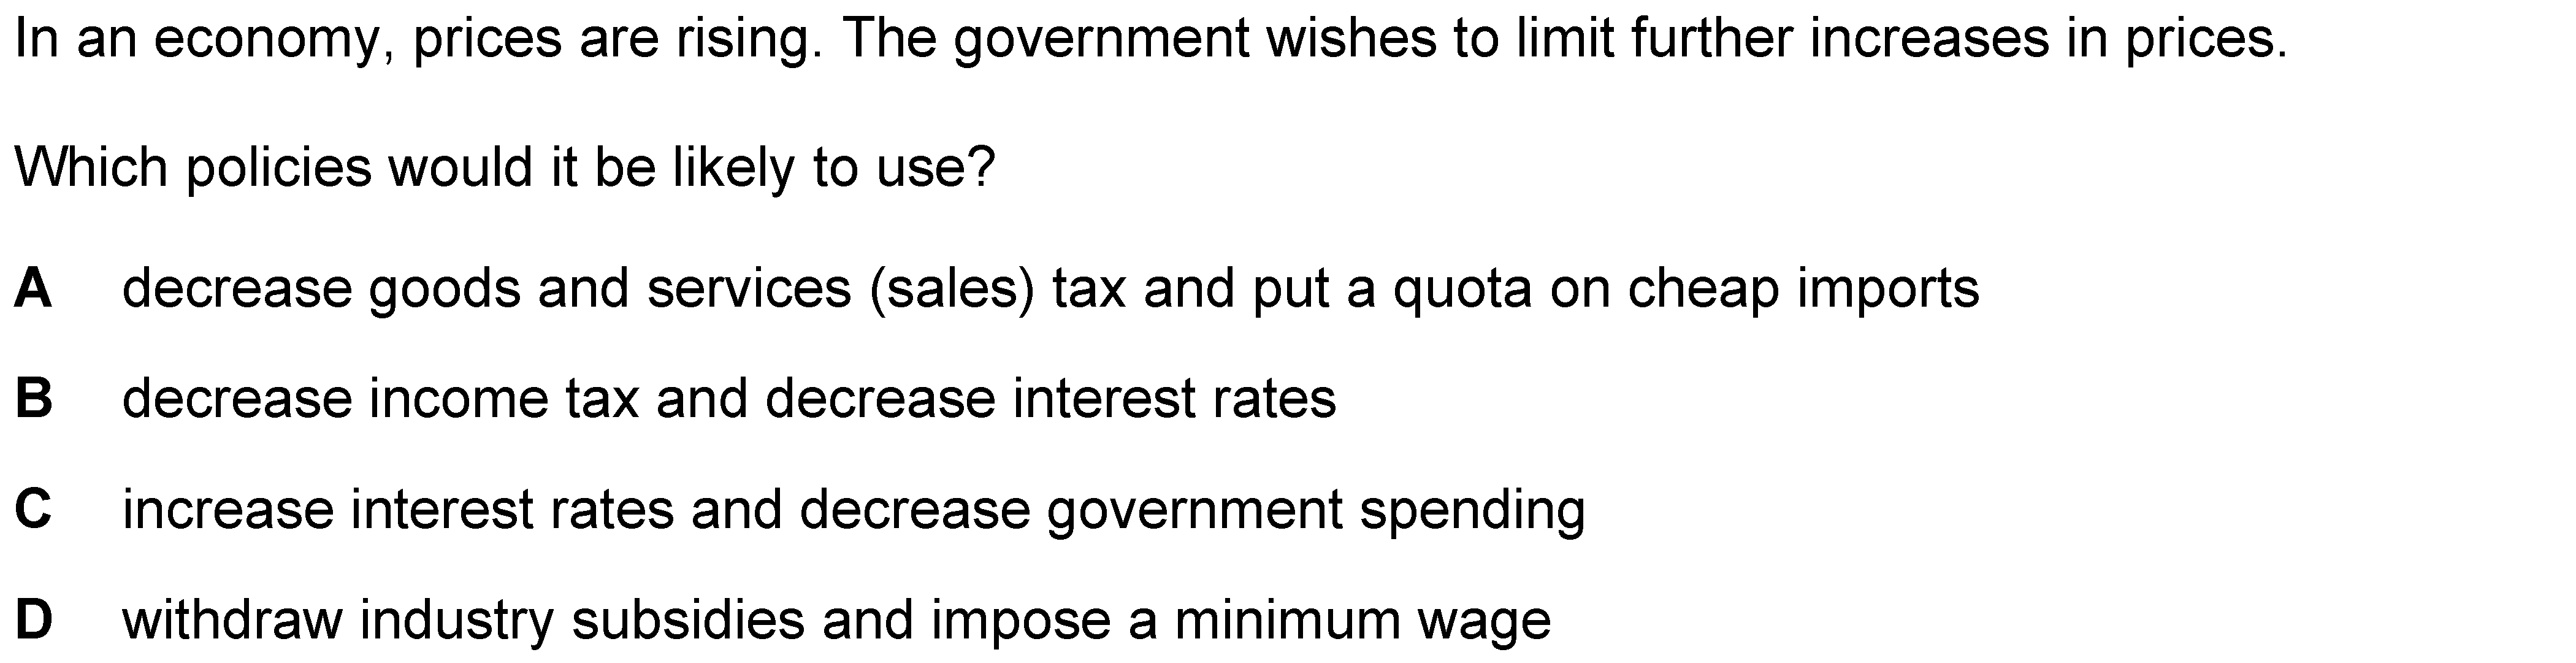 In an economy, prices are rising. The government wishes to limit further increases in prices.
Which policies would it be likely to use?
A decrease goods and services (sales) tax and put a quota on cheap imports
B decrease income tax and decrease interest rates
C increase interest rates and decrease government spending
D withdraw industry subsidies and impose a minimum wage